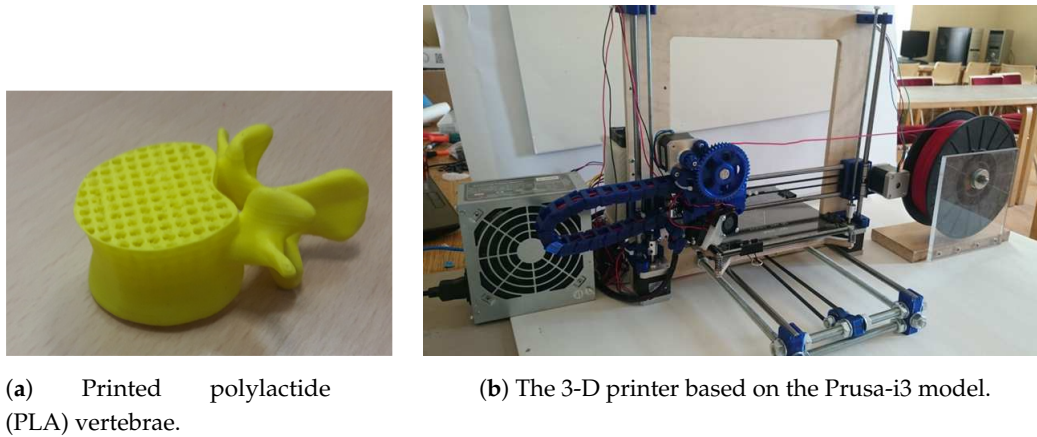 (a) Printed polylactide
(PLA) vertebrae.
(b) The 3-D printer based on the Prusa-i3 model.